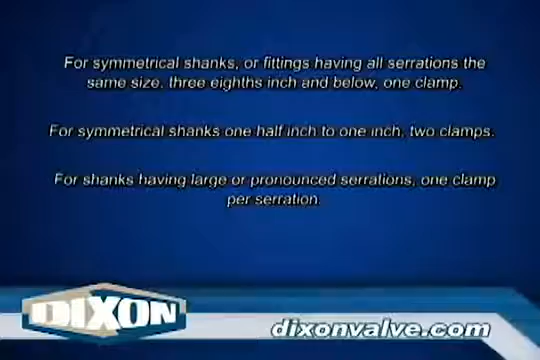 For symmetrical shanks, or fittings having all serrations the
same size, three eighths inch and below, one clamp.
For symmetrical shanks one half inch to one inch, two clamps.
For shanks having large or pronounced serrations, one clamp
per serration.
DIXON
dixonvalve.com